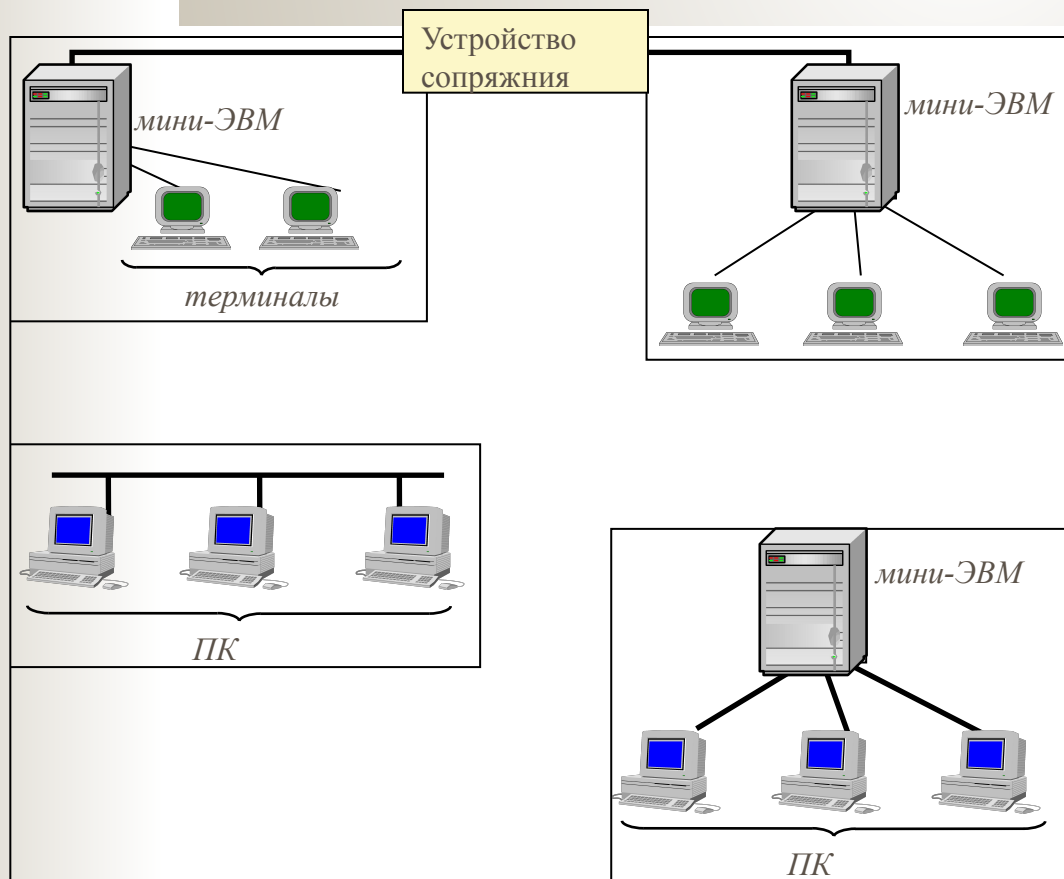 Устройство
сопряжния
мини-ЭВМ
мини-ЭВМ
терминалы
ПК
мини-ЭВМ
ПК